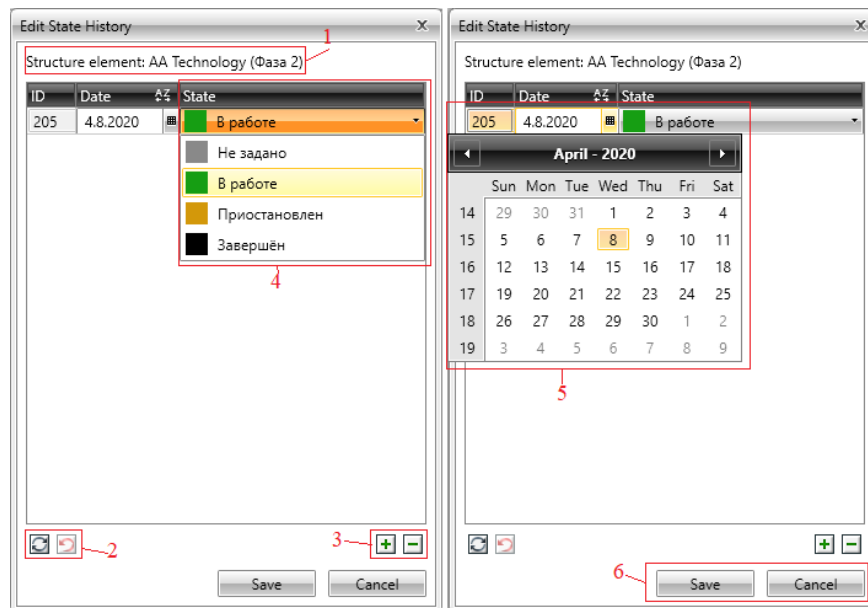 Edit State History
x
1
Structure element: AA Technology (Фаза 2)
ID Date AZ State
205 4.8.2020 В работе
Не задано
В работе
Приостановлен
Завершён
4
2
3
Save Cancel
Edit State History
x
Structure element: AA Technology (Фаза 2)
ID Date AZ State
205 4.8.2020 В работе
April - 2020
Sun Mon Tue Wed Thu Fri Sat
14 29 30 31 1 2 3 4
15 5 6 7 8 9 10 11
16 12 13 14 15 16 17 18
17 19 20 21 22 23 24 25
18 26 27 28 29 30 1 2
19 3 4 5 6 7 8 9
5
6
Save Cancel